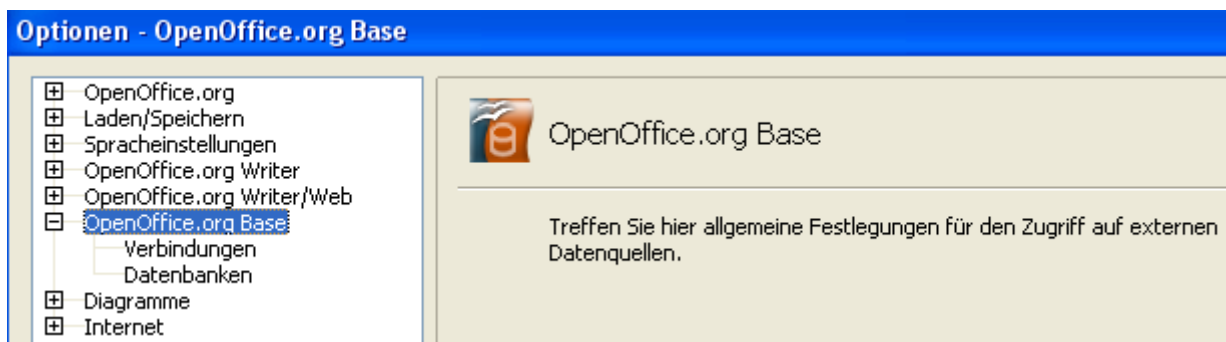 Optionen - OpenOffice.org Base
OpenOffice.org
Laden/Speichern
Spracheinstellungen
OpenOffice.org Writer
OpenOffice.org Writer/Web
OpenOffice.org Base
Verbindungen
Datenbanken
Diagramme
Internet
OpenOffice.org Base
Treffen Sie hier allgemeine Festlegungen für den Zugriff auf externen
Datenquellen.